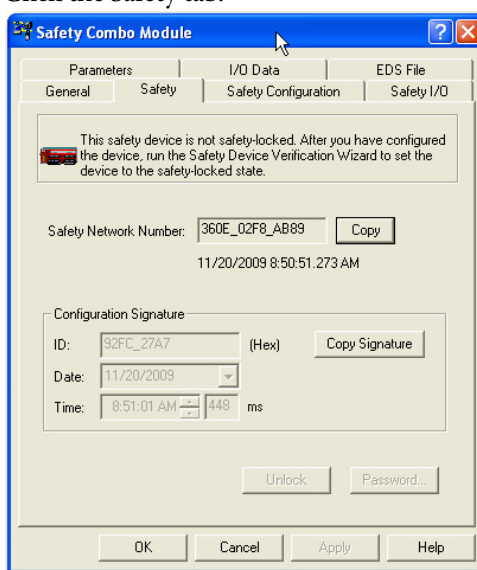 Safety Combo Module
Parameters I/O Data EDS File
General Safety Safety Configuration Safety I/O
This safety device is not safety-locked. After you have configured
the device, run the Safety Device Verification Wizard to set the
device to the safety-locked state.
Safety Network Number: 360E_02F8_AB89 Copy
11/20/2009 8:50:51.273 AM
Configuration Signature
ID: 92FC_27A7 (Hex) Copy Signature
Date: 11/20/2009
Time: 8:51:01 AM 448 ms
Unlock Password...
OK Cancel Apply Help